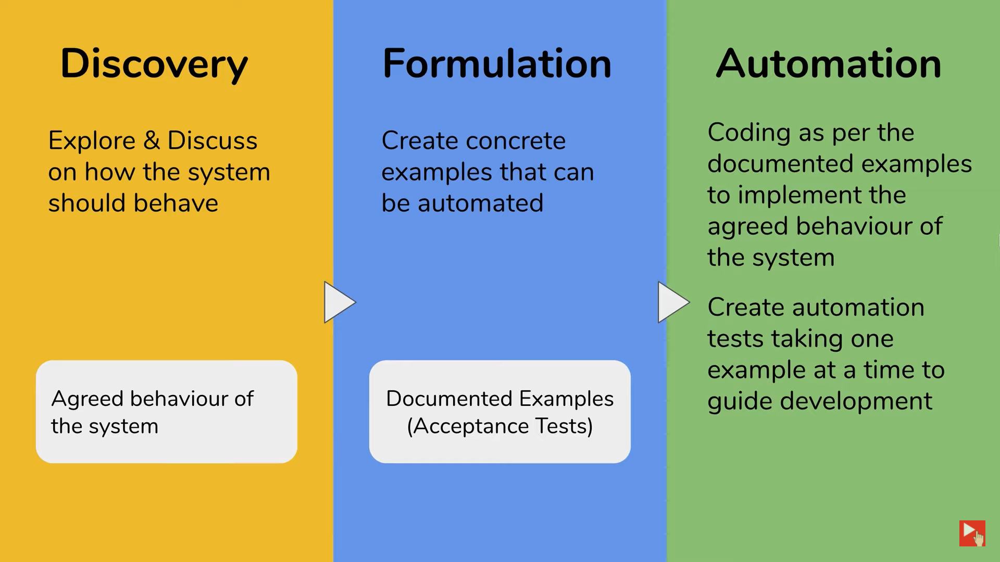 Discovery
Explore & Discuss
on how the system
should behave
Agreed behaviour of
the system
Formulation
Create concrete
examples that can
be automated
Documented Examples
(Acceptance Tests)
Automation
Coding as per the
documented examples
to implement the
agreed behaviour of
the system
Create automation
tests taking one
example at a time to
guide development